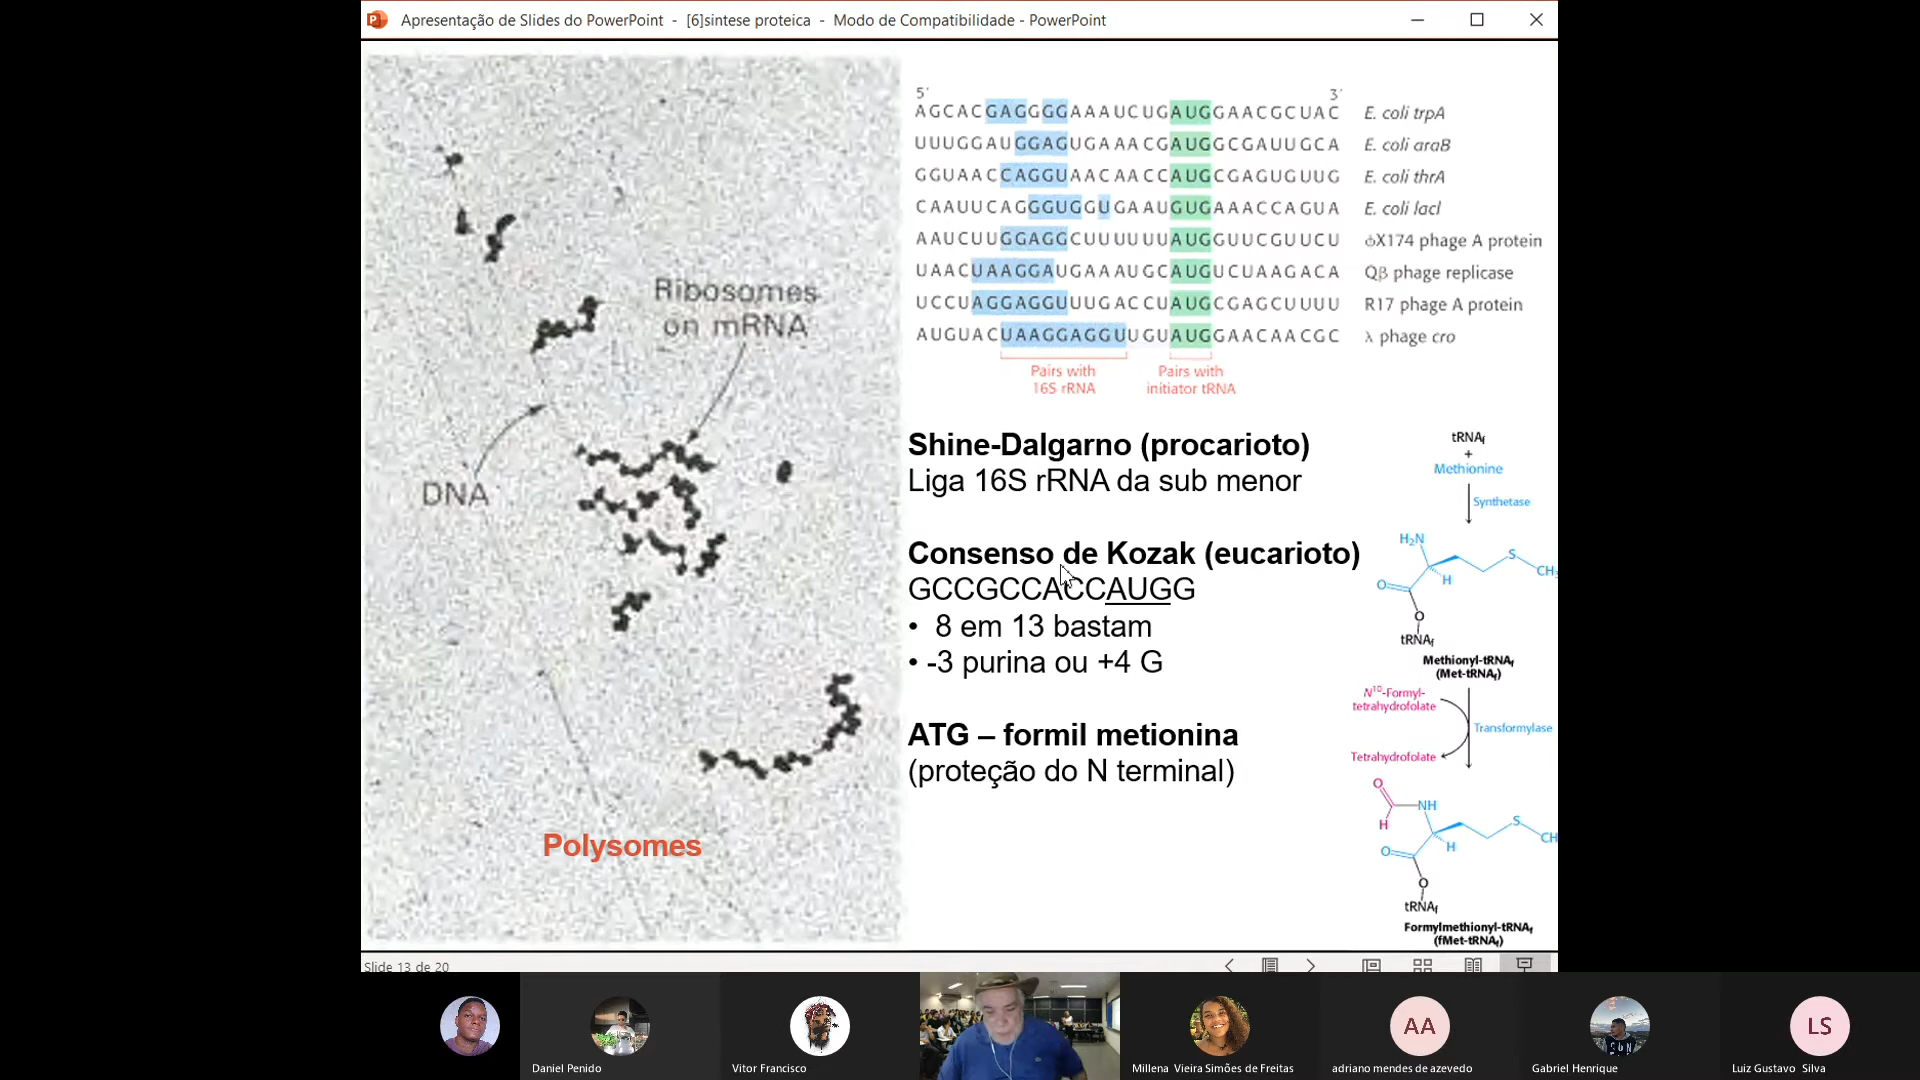 Apresentação de Slides do PowerPoint - [6]sintese proteica - Modo de Compatibilidade - PowerPoint
5′ 3′
AGCACGAGGGGAAAUCUGAUGGAACGCUAC E. coli trpA
UUUGGAUGGAGUGAAACGAUGGCGAUUGCA E. coli araB
GGUAACCAGGUAACAACCAUGCGAGUGUUG E. coli thrA
CAAUUCAGGGUGGUGAAUGUGAAACCAGUA E. coli lacI
AAUCUUGGAGGCUUUUUUAUGGUUCGUUCU ϕX174 phage A protein
UAACUAAGGAUGAAAUGCAUGUCUAAGACA Qβ phage replicase
UCCUAGGAGGUUUGACCUAUGCGAGCUUUU R17 phage A protein
AUGUACUAAGGAGGUUGUAUGGAACAACGC λ phage cro
Pairs with
16S rRNA
Pairs with
initiator tRNA
Ribosomes
on mRNA
DNA
Polysomes
Shine-Dalgarno (procarioto)
Liga 16S rRNA da sub menor
Consenso de Kozak (eucarioto)
GCCGCCACCAUGG
• 8 em 13 bastam
• -3 purina ou +4 G
ATG – formil metionina
(proteção do N terminal)
tRNAf
+
Methionine
Synthetase
H₂N
S
CH₃
O
H
O
tRNAf
Methionyl-tRNAf
(Met-tRNAf)
N¹⁰-Formyl-
tetrahydrofolate
Transformylase
Tetrahydrofolate
O
NH
H
S
CH
O
H
O
tRNAf
Formylmethionyl-tRNAf
(fMet-tRNAf)
Slide 13 de 20
AA
LS
Daniel Penido
Vitor Francisco
Millena Vieira Simões de Freitas
adriano mendes de azevedo
Gabriel Henrique
Luiz Gustavo Silva